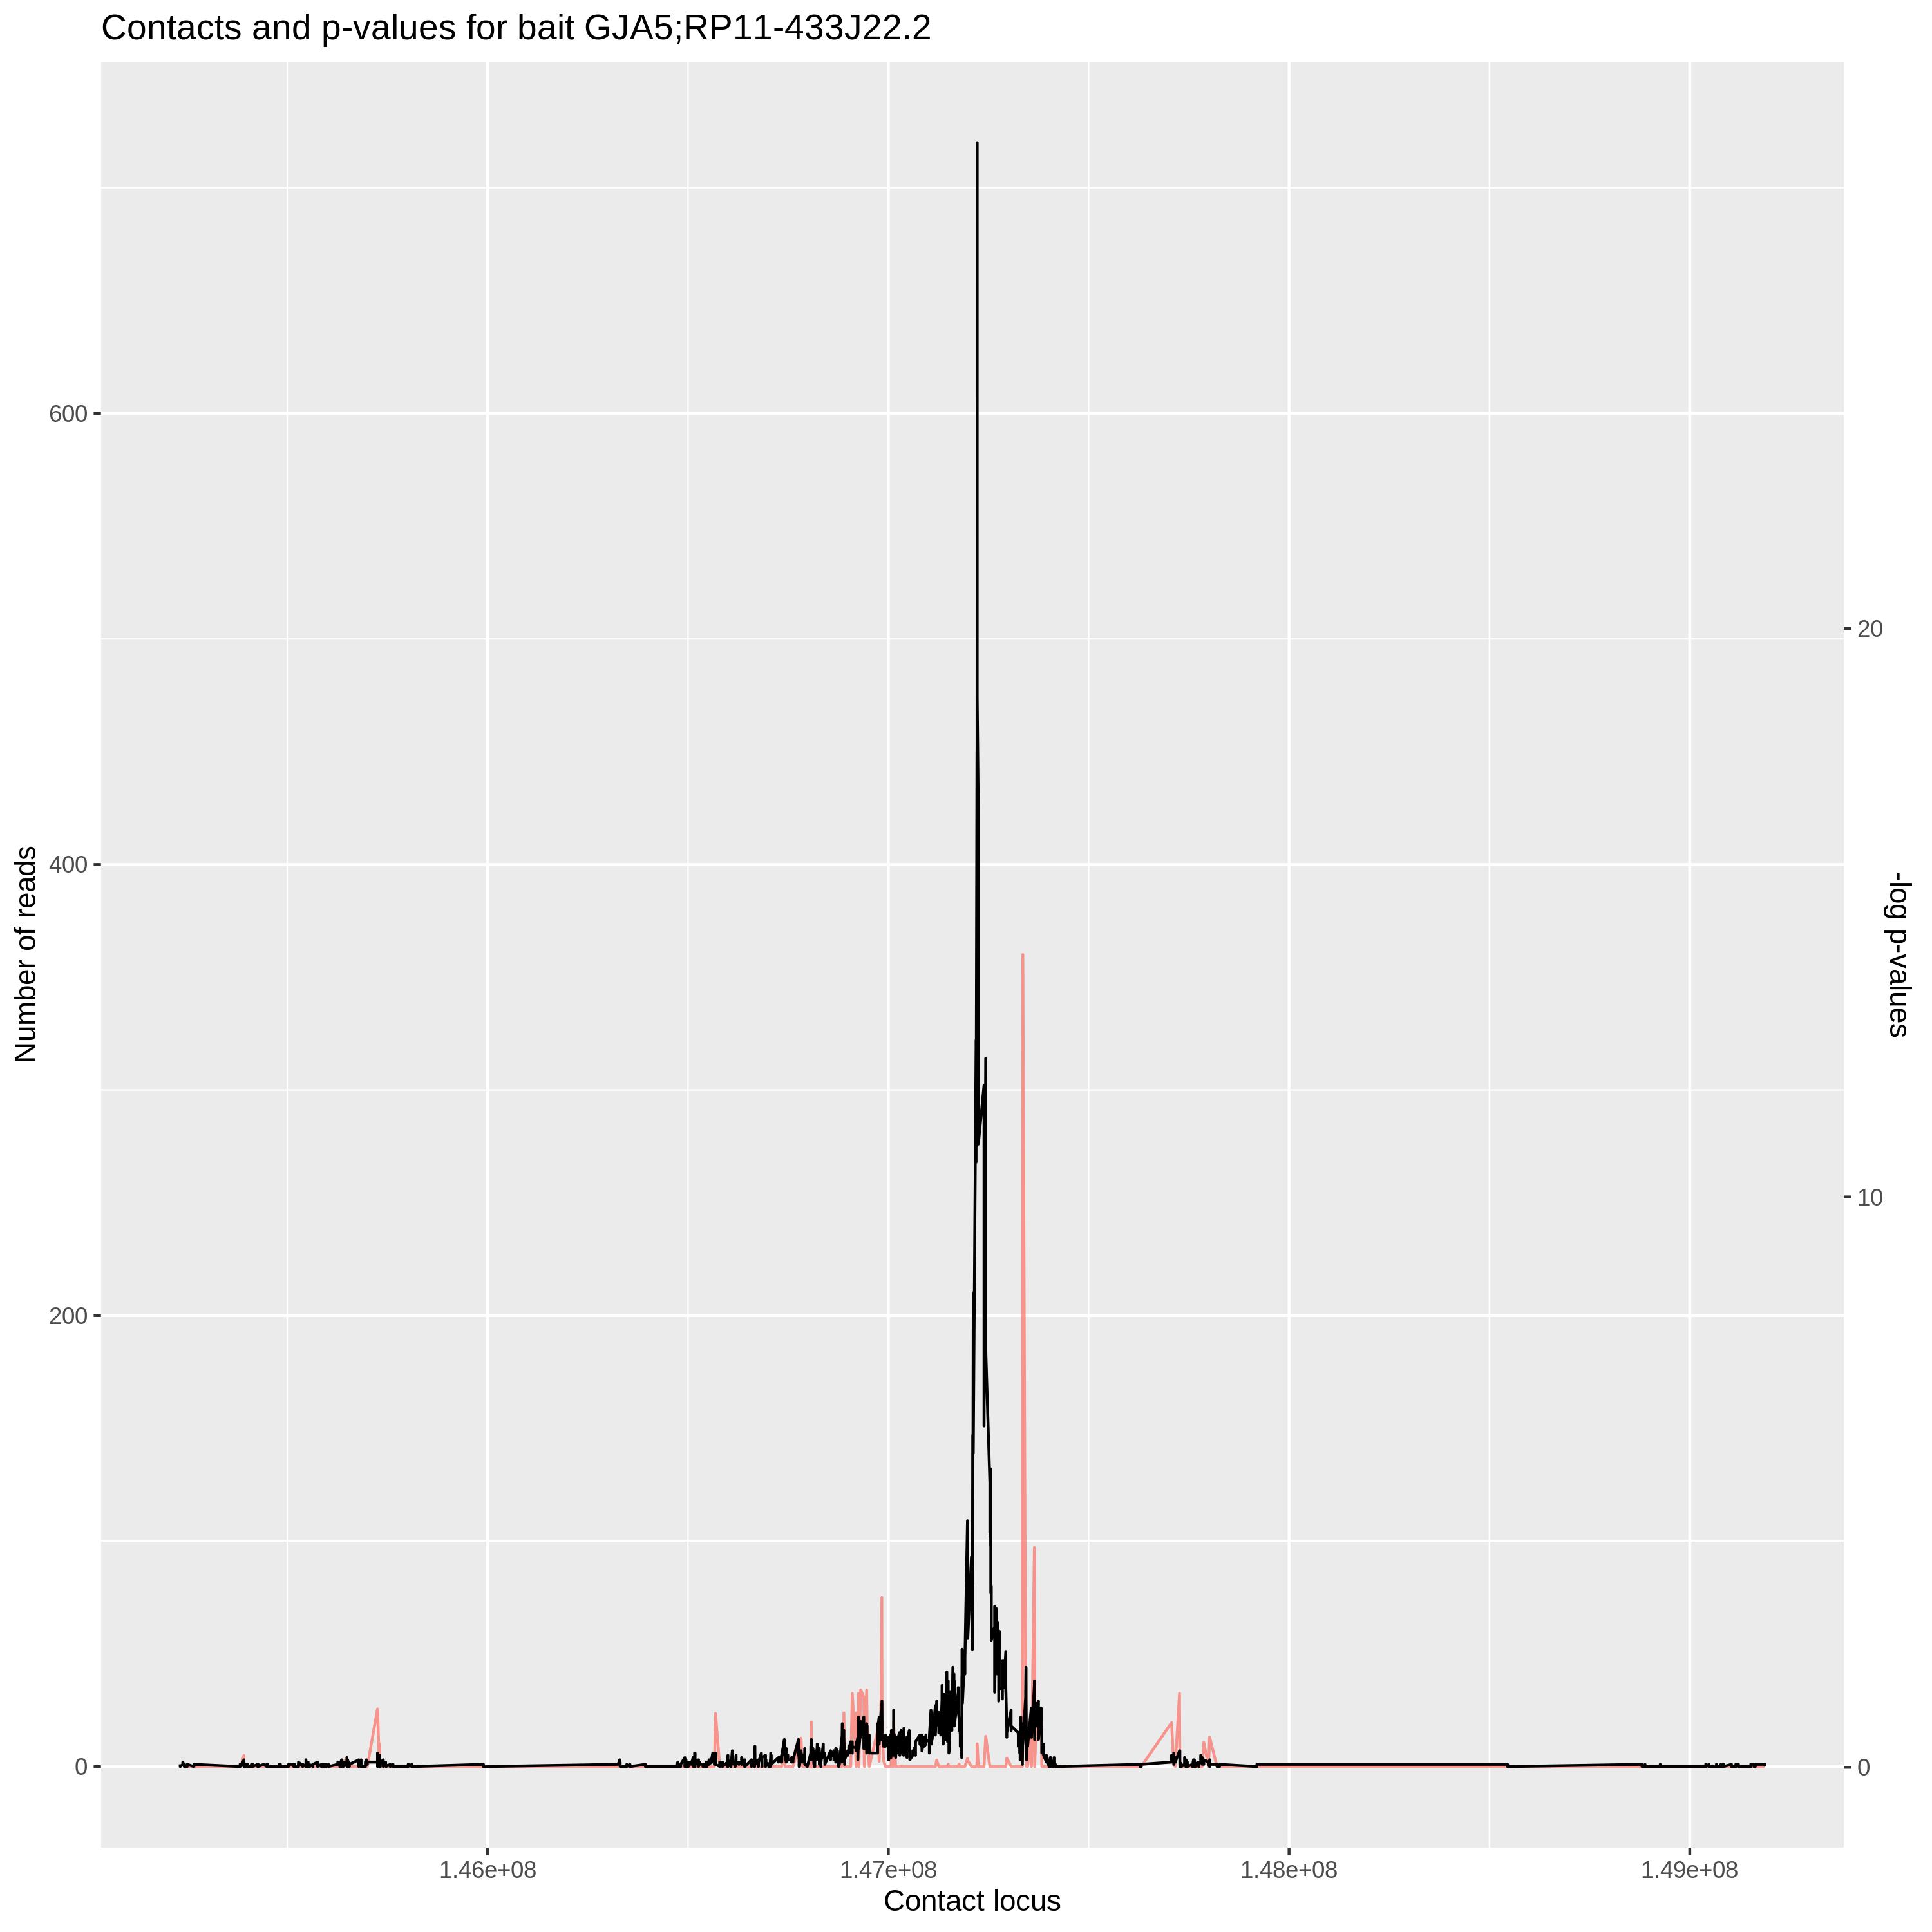 Contacts and p-values for bait GJA5;RP11-433J22.2
600
400
200
0
20
10
0
Number of reads
-log p-values
1.46e+08 1.47e+08 1.48e+08 1.49e+08
Contact locus